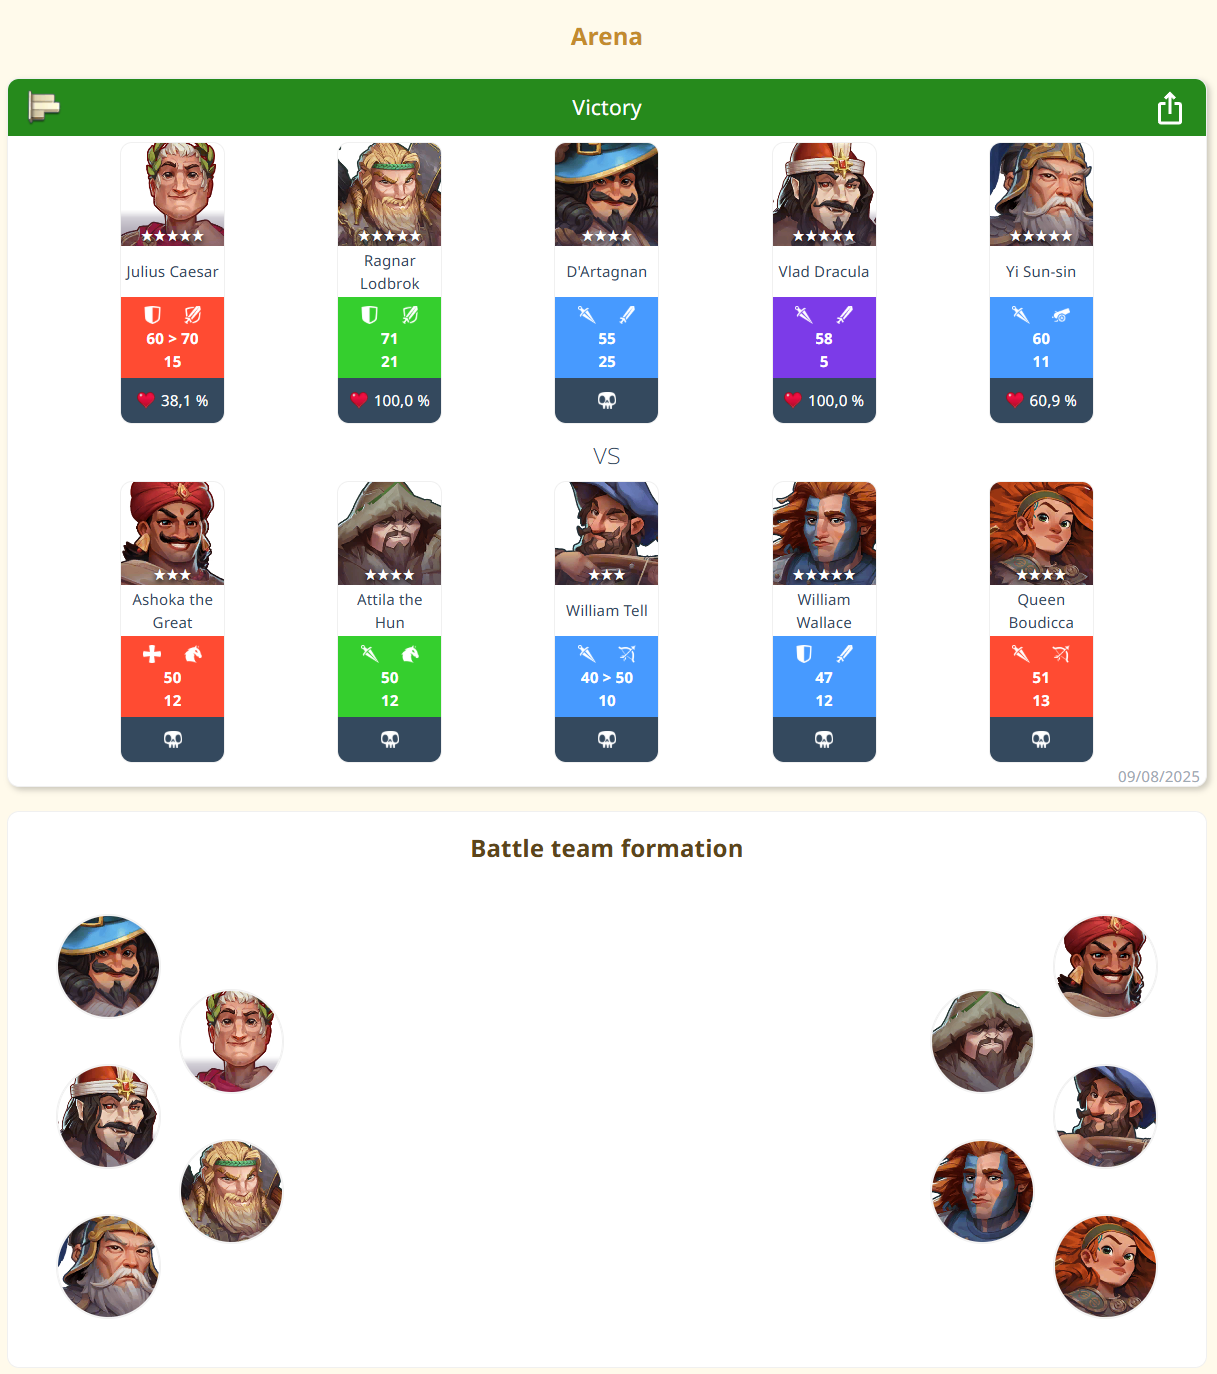 Arena
Victory
★★★★★ ★★★★★ ★★★★ ★★★★★ ★★★★★
Julius Caesar
Ragnar
Lodbrok
D'Artagnan
Vlad Dracula
Yi Sun-sin
60 > 70 71 55 58 60
15 21 25 5 11
38,1 % 100,0 % 100,0 % 60,9 %
VS
★★★ ★★★★ ★★★ ★★★★★ ★★★★
Ashoka the
Great
Attila the
Hun
William Tell
William
Wallace
Queen
Boudicca
50 50 40 > 50 47 51
12 12 10 12 13
09/08/2025
Battle team formation